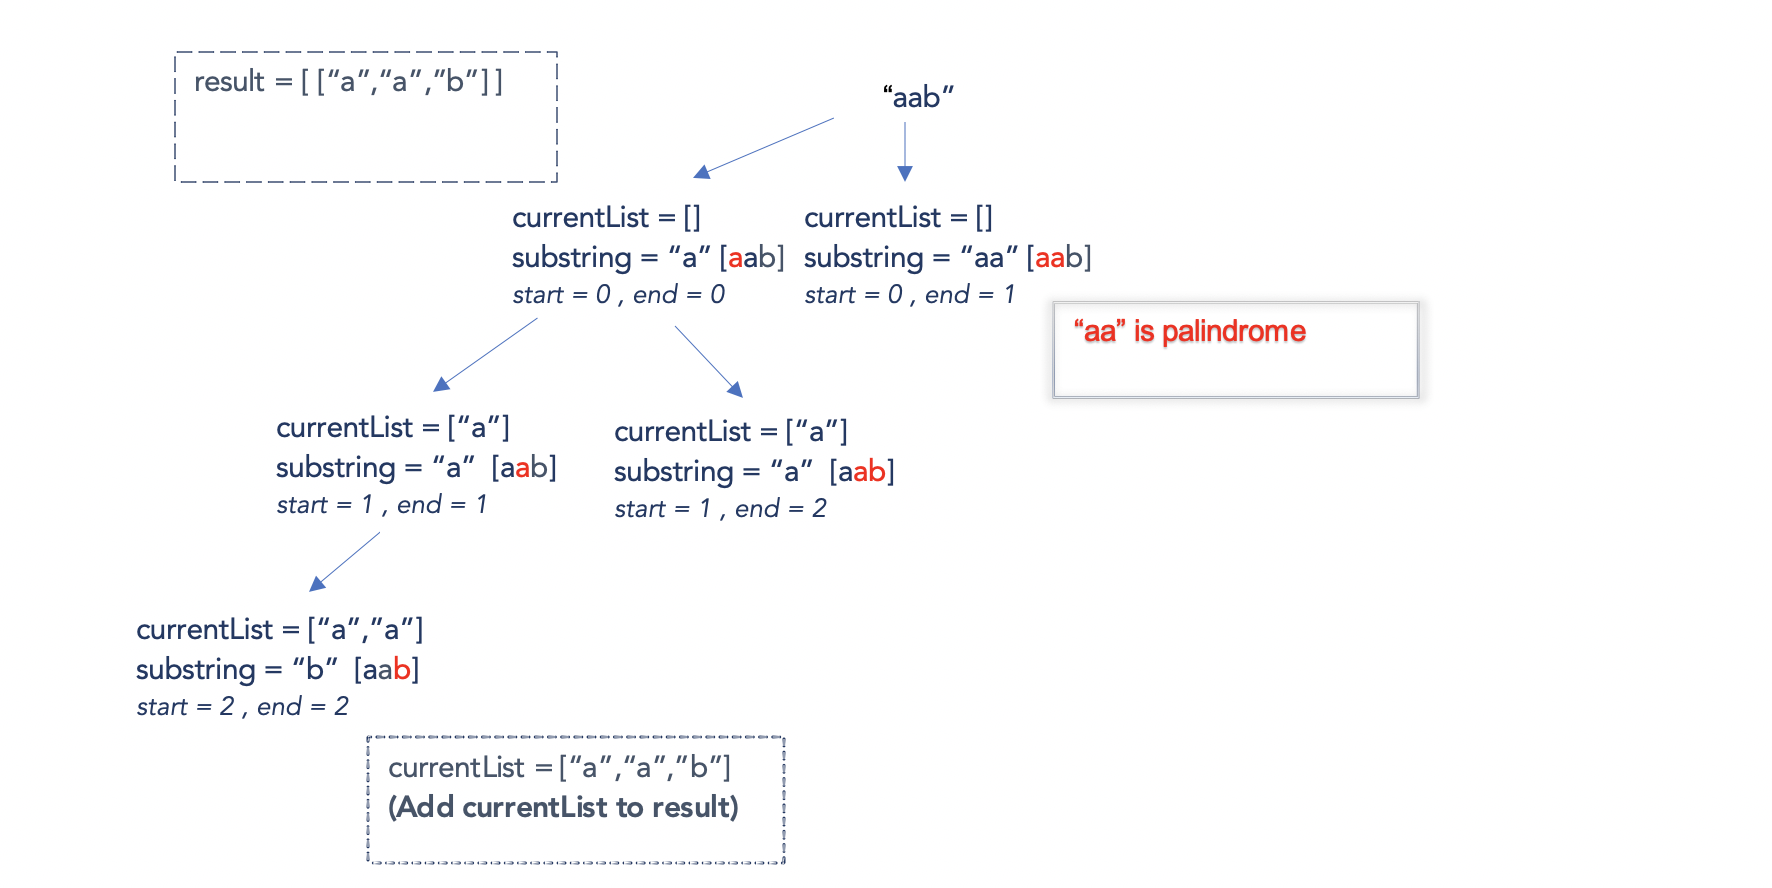 result = [ [“a”,“a”,”b”] ]
“aab”
currentList = []
substring = “a” [aab]
start = 0 , end = 0
currentList = []
substring = “aa” [aab]
start = 0 , end = 1
“aa” is palindrome
currentList = [“a”]
substring = “a”  [aab]
start = 1 , end = 1
currentList = [“a”]
substring = “a”  [aab]
start = 1 , end = 2
currentList = [“a”,”a”]
substring = “b”  [aab]
start = 2 , end = 2
currentList = [“a”,“a”,”b”]
(Add currentList to result)